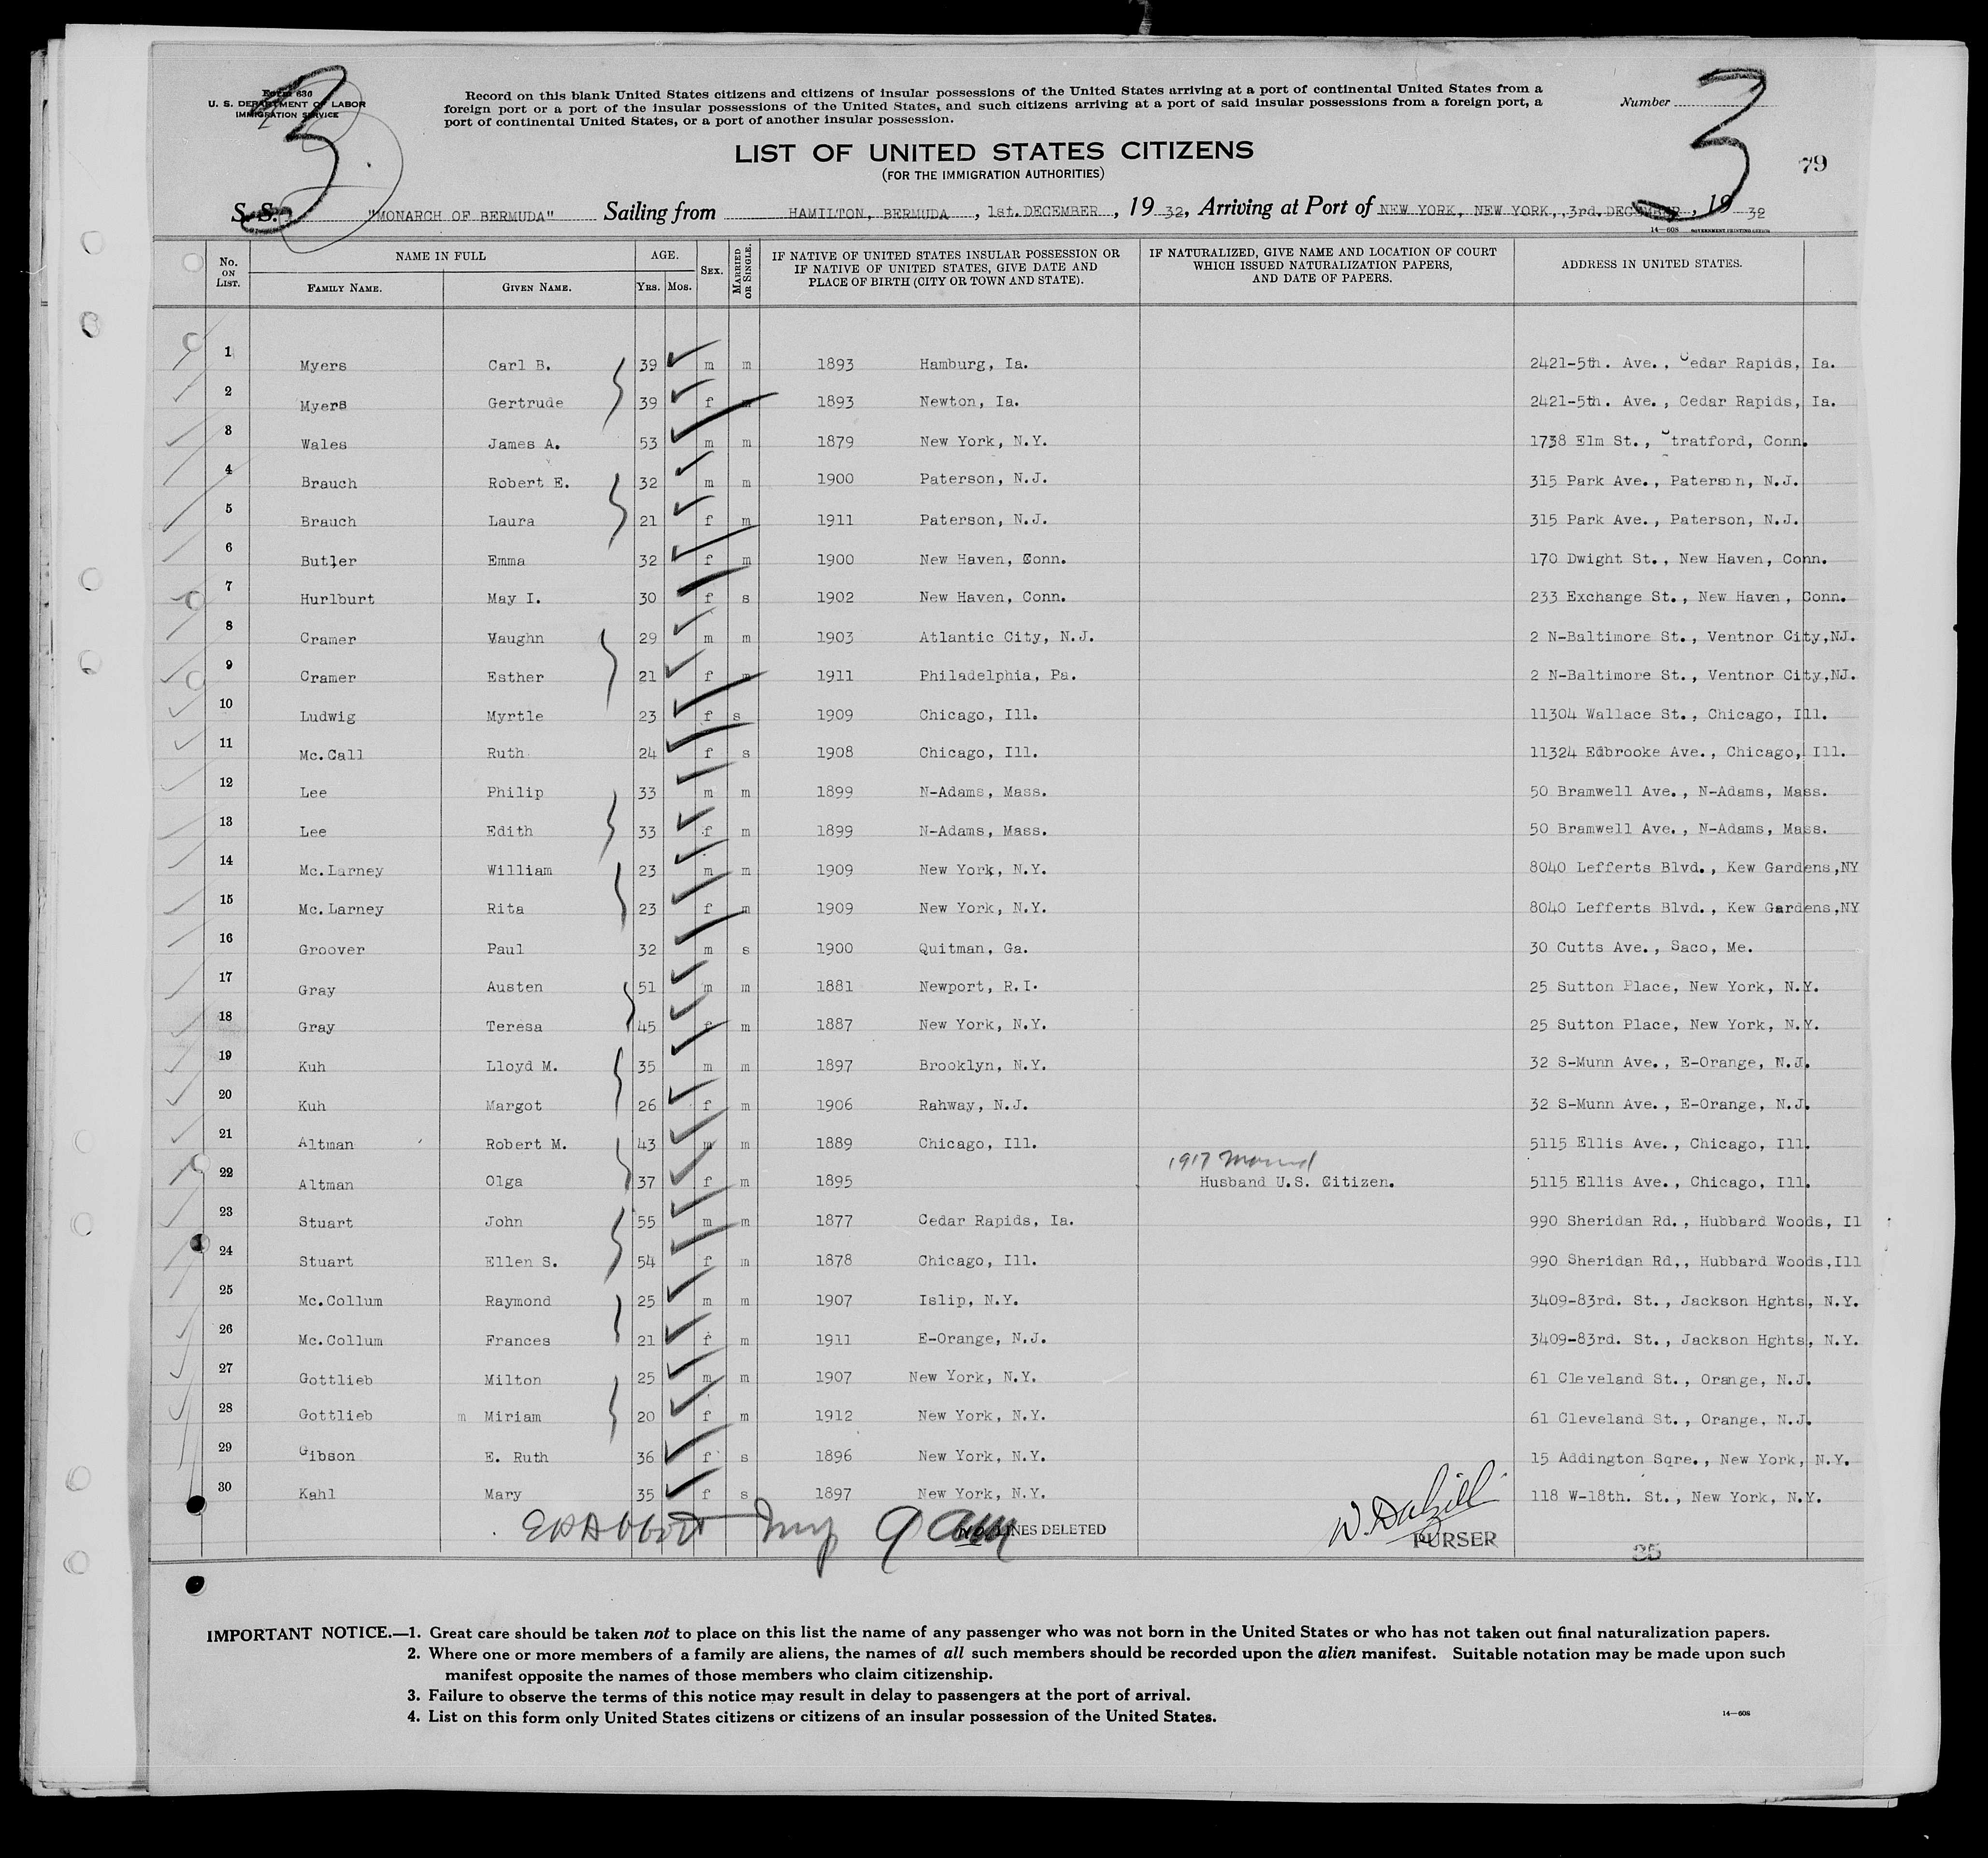 3
Form 630
U. S. DEPARTMENT OF LABOR
IMMIGRATION SERVICE
Record on this blank United States citizens and citizens of insular possessions of the United States arriving at a port of continental United States from a
foreign port or a port of the insular possessions of the United States, and such citizens arriving at a port of said insular possessions from a foreign port, a
port of continental United States, or a port of another insular possession.
Number 3
LIST OF UNITED STATES CITIZENS
(FOR THE IMMIGRATION AUTHORITIES)
79
S. S. "MONARCH OF BERMUDA" Sailing from HAMILTON, BERMUDA, 1st.DECEMBER, 19 32, Arriving at Port of NEW YORK, NEW YORK, 3rd.DECEMBER, 19 32
14—608 GOVERNMENT PRINTING OFFICE
No. ON LIST. NAME IN FULL AGE. SEX. MARRIED OR SINGLE. IF NATIVE OF UNITED STATES INSULAR POSSESSION OR IF NATIVE OF UNITED STATES, GIVE DATE AND PLACE OF BIRTH (CITY OR TOWN AND STATE). IF NATURALIZED, GIVE NAME AND LOCATION OF COURT WHICH ISSUED NATURALIZATION PAPERS, AND DATE OF PAPERS. ADDRESS IN UNITED STATES.
FAMILY NAME. GIVEN NAME. YRS. MOS.
1 Myers Carl B. 39 m m 1893 Hamburg, Ia. 2421-5th. Ave., Cedar Rapids, Ia.
2 Myers Gertrude 39 f m 1893 Newton, Ia. 2421-5th. Ave., Cedar Rapids, Ia.
3 Wales James A. 53 m m 1879 New York, N.Y. 1738 Elm St., Stratford, Conn.
4 Brauch Robert E. 32 m m 1900 Paterson, N.J. 315 Park Ave., Paterson, N.J.
5 Brauch Laura 21 f m 1911 Paterson, N.J. 315 Park Ave., Paterson, N.J.
6 Butler Emma 32 f m 1900 New Haven, Conn. 170 Dwight St., New Haven, Conn.
7 Hurlburt May I. 30 f s 1902 New Haven, Conn. 233 Exchange St., New Haven, Conn.
8 Cramer Vaughn 29 m m 1903 Atlantic City, N.J. 2 N-Baltimore St., Ventnor City,NJ.
9 Cramer Esther 21 f m 1911 Philadelphia, Pa. 2 N-Baltimore St., Ventnor City,NJ.
10 Ludwig Myrtle 23 f s 1909 Chicago, Ill. 11304 Wallace St., Chicago, Ill.
11 Mc.Call Ruth 24 f s 1908 Chicago, Ill. 11324 Edbrooke Ave., Chicago, Ill.
12 Lee Philip 33 m m 1899 N-Adams, Mass. 50 Bramwell Ave., N-Adams, Mass.
13 Lee Edith 33 f m 1899 N-Adams, Mass. 50 Bramwell Ave., N-Adams, Mass.
14 Mc.Larney William 23 m m 1909 New York, N.Y. 8040 Lefferts Blvd., Kew Gardens,NY
15 Mc.Larney Rita 23 f m 1909 New York, N.Y. 8040 Lefferts Blvd., Kew Gardens,NY
16 Groover Paul 32 m s 1900 Quitman, Ga. 30 Cutts Ave., Saco, Me.
17 Gray Austen 51 m m 1881 Newport, R.I. 25 Sutton Place, New York, N.Y.
18 Gray Teresa 45 f m 1887 New York, N.Y. 25 Sutton Place, New York, N.Y.
19 Kuh Lloyd M. 35 m m 1897 Brooklyn, N.Y. 32 S-Munn Ave., E-Orange, N.J.
20 Kuh Margot 26 f m 1906 Rahway, N.J. 32 S-Munn Ave., E-Orange, N.J.
21 Altman Robert M. 43 m m 1889 Chicago, Ill. 5115 Ellis Ave., Chicago, Ill.
1917
22 Altman Olga 37 f m 1895 Husband U.S. Citizen. 5115 Ellis Ave., Chicago, Ill.
23 Stuart John 55 m m 1877 Cedar Rapids, Ia. 990 Sheridan Rd., Hubbard Woods, Il
24 Stuart Ellen S. 54 f m 1878 Chicago, Ill. 990 Sheridan Rd,, Hubbard Woods,Ill
25 Mc.Collum Raymond 25 m m 1907 Islip, N.Y. 3409-83rd. St., Jackson Hghts, N.Y.
26 Mc.Collum Frances 21 f m 1911 E-Orange, N.J. 3409-83rd. St., Jackson Hghts, N.Y.
27 Gottlieb Milton 25 m m 1907 New York, N.Y. 61 Cleveland St., Orange, N.J.
28 Gottlieb m Miriam 20 f m 1912 New York, N.Y. 61 Cleveland St., Orange, N.J.
29 Gibson E. Ruth 36 f s 1896 New York, N.Y. 15 Addington Sqre., New York, N.Y.
30 Kahl Mary 35 f s 1897 New York, N.Y. 118 W-18th. St., New York, N.Y.
LINES DELETED
PURSER
IMPORTANT NOTICE.—1. Great care should be taken not to place on this list the name of any passenger who was not born in the United States or who has not taken out final naturalization papers.
2. Where one or more members of a family are aliens, the names of all such members should be recorded upon the alien manifest. Suitable notation may be made upon such
manifest opposite the names of those members who claim citizenship.
3. Failure to observe the terms of this notice may result in delay to passengers at the port of arrival.
4. List on this form only United States citizens or citizens of an insular possession of the United States.
14—608